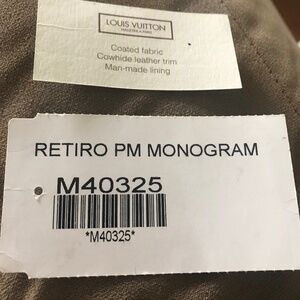 LOUIS VUITTON
MALLETIER A PARIS
Coated fabric
Cowhide leather trim
Man-made lining
RETIRO PM MONOGRAM
M40325
*M40325*